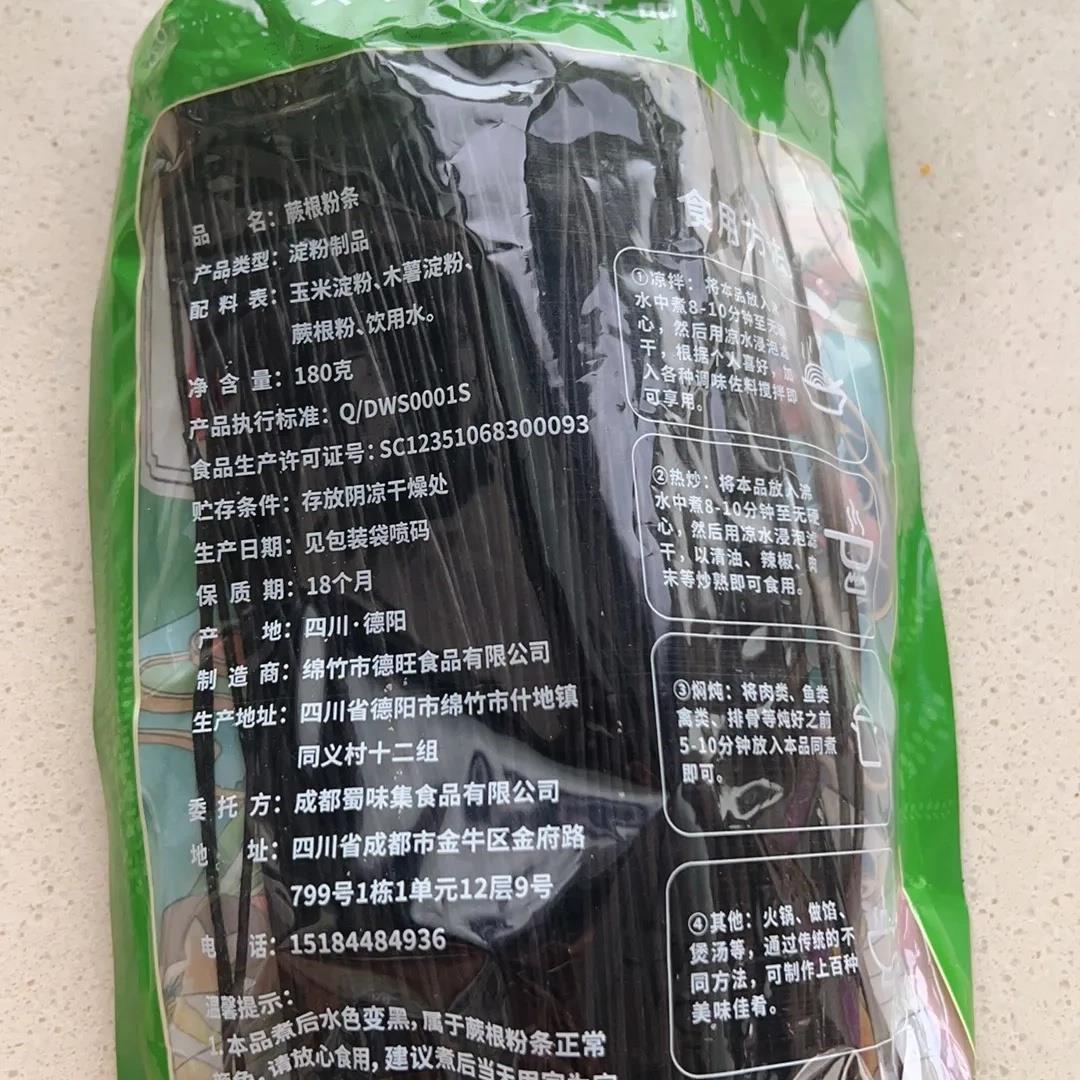 品名：蕨根粉条
产品类型：淀粉制品
配料表：玉米淀粉、木薯淀粉、
蕨根粉、饮用水。
净含量：180克
产品执行标准：Q/DWS0001S
食品生产许可证号：SC12351068300093
贮存条件：存放阴凉干燥处
生产日期：见包装袋喷码
保质期：18个月
产地：四川·德阳
制造商：绵竹市德旺食品有限公司
生产地址：四川省德阳市绵竹市什地镇
同义村十二组
委托方：成都蜀味集食品有限公司
地址：四川省成都市金牛区金府路
799号1栋1单元12层9号
电话：15184484936
温馨提示：
1.本品煮后水色变黑，属于蕨根粉条正常
颜色，请放心食用，建议煮后当天用完为宜
食用方法
①凉拌：将本品放入沸
水中煮8-10分钟至无硬
心，然后用凉水浸泡滤
干，根据个人喜好，加
入各种调味佐料搅拌即
可享用。
②热炒：将本品放入沸
水中煮8-10分钟至无硬
心，然后用凉水浸泡滤
干，以清油、辣椒、肉
末等炒熟即可食用。
③焖炖：将肉类、鱼类
禽类、排骨等炖好之前
5-10分钟放入本品同煮
即可。
④其他：火锅、做馅、
煲汤等，通过传统的不
同方法，可制作上百种
美味佳肴。